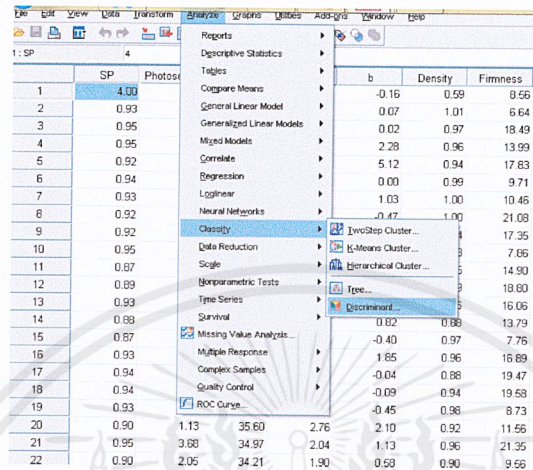 File Edit View Data Transform Analyze Graphs Utilities Add-ons Window Help
1 : SP 4
SP Photose b Density Firmness
1 4.00 -0.16 0.59 8.56
2 0.93 0.07 1.01 6.64
3 0.95 0.02 0.97 18.49
4 0.95 2.28 0.96 13.99
5 0.92 5.12 0.94 17.83
6 0.94 0.00 0.99 9.71
7 0.93 1.03 1.00 10.46
8 0.92 -0.47 1.00 21.08
9 0.92 17.35
10 0.95 7.86
11 0.87 14.90
12 0.89 18.80
13 0.93 16.06
14 0.88 0.82 0.88 13.79
15 0.87 -0.40 0.97 7.76
16 0.93 1.85 0.96 16.89
17 0.94 -0.04 0.88 19.47
18 0.94 -0.09 0.94 19.58
19 0.93 -0.45 0.98 8.73
20 0.90 1.13 35.60 2.76 2.10 0.92 11.56
21 0.95 3.68 34.97 2.04 1.13 0.96 21.35
22 0.90 2.05 34.21 1.90 0.58 0.90 9.66
Reports
Descriptive Statistics
Tables
Compare Means
General Linear Model
Generalized Linear Models
Mixed Models
Correlate
Regression
Loglinear
Neural Networks
Classify
Data Reduction
Scale
Nonparametric Tests
Time Series
Survival
Missing Value Analysis...
Multiple Response
Complex Samples
Quality Control
ROC Curve...
TwoStep Cluster...
K-Means Cluster...
Hierarchical Cluster...
Tree...
Discriminant...